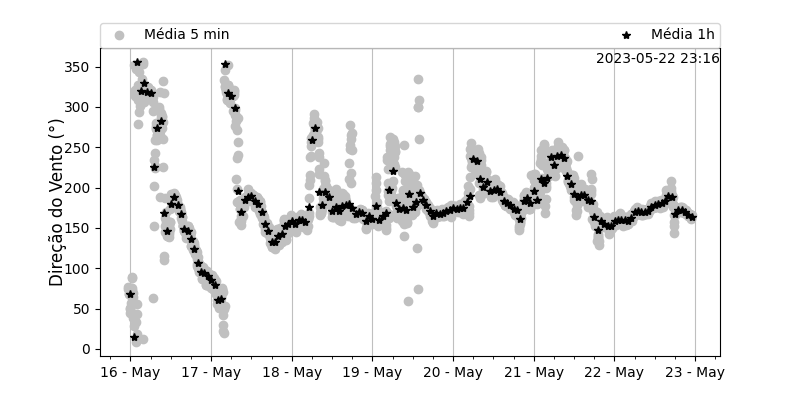 Média 5 min
Média 1h
2023-05-22 23:16
Direção do Vento (°)
350
300
250
200
150
100
50
0
16 - May 17 - May 18 - May 19 - May 20 - May 21 - May 22 - May 23 - May